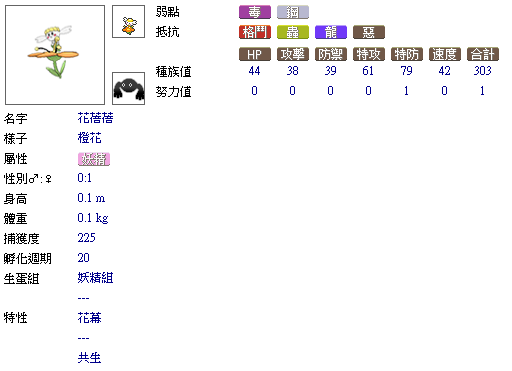 弱點 毒 鋼
抵抗 格鬥 蟲 龍 惡
HP 攻擊 防禦 特攻 特防 速度 合計
種族值 44 38 39 61 79 42 303
努力值 0 0 0 0 1 0 1
名字 花蓓蓓
樣子 橙花
屬性 妖精
性別♂:♀ 0:1
身高 0.1 m
體重 0.1 kg
捕獲度 225
孵化週期 20
生蛋組 妖精組
---
特性 花幕
---
共生